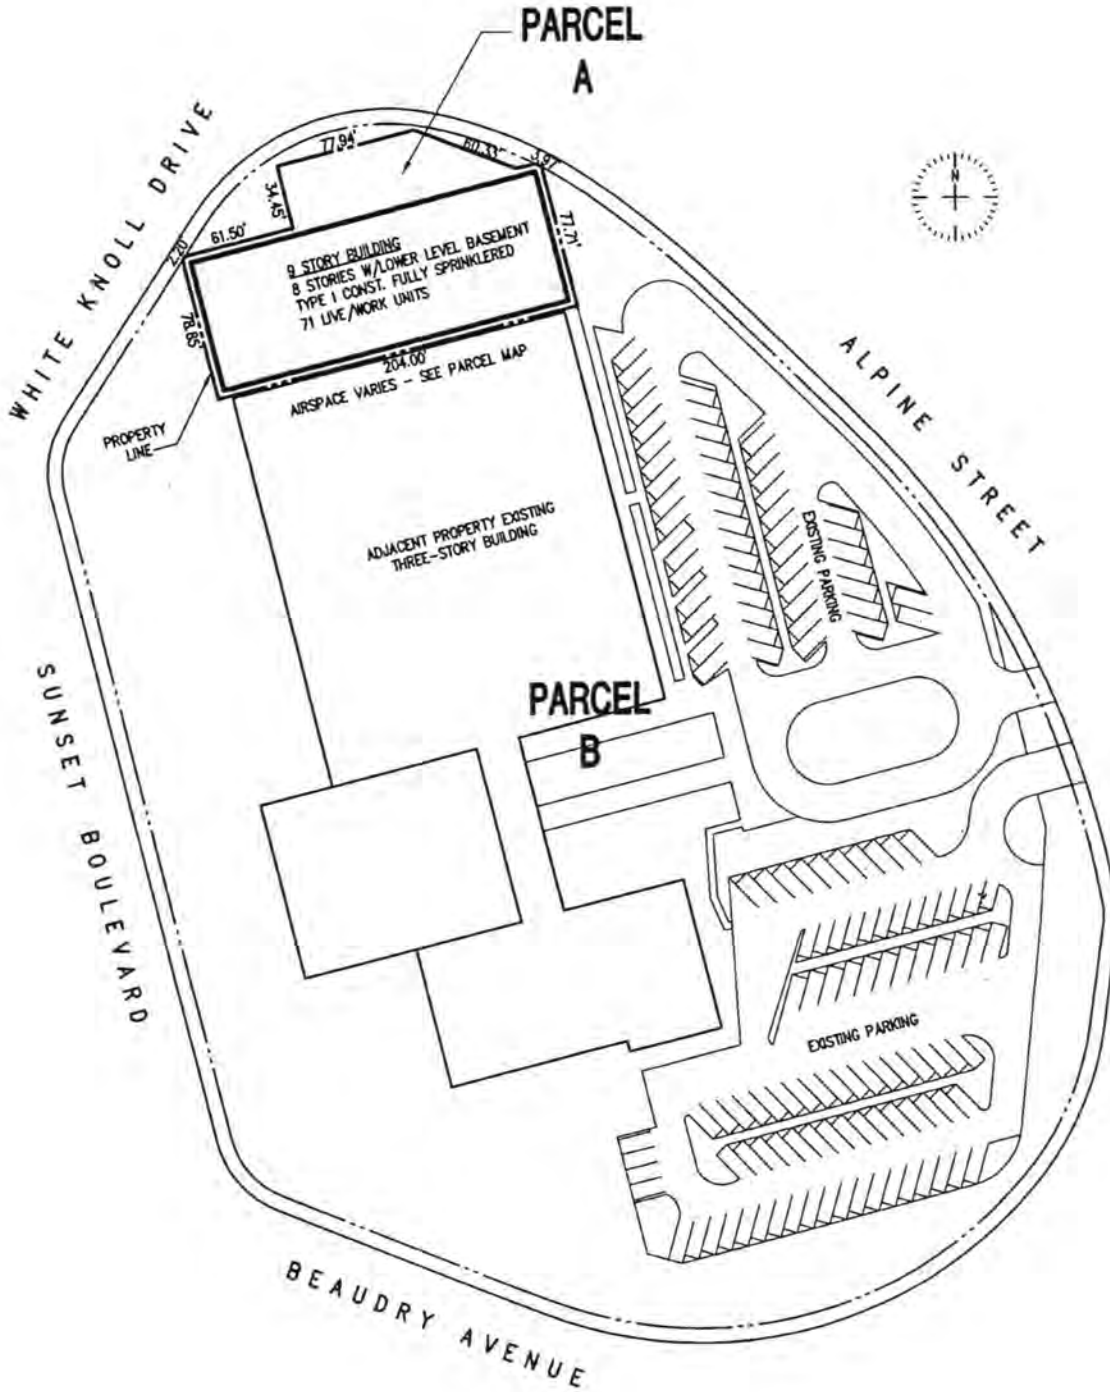 PARCEL
A
WHITE KNOLL DRIVE
77.94'
60.33'
3.97
34.45'
61.50'
2.20
77.71'
N
9 STORY BUILDING
8 STORIES W/LOWER LEVEL BASEMENT
TYPE I CONST. FULLY SPRINKLERED
71 LIVE/WORK UNITS
78.85'
204.00'
AIRSPACE VARIES - SEE PARCEL MAP
PROPERTY
LINE
ALPINE STREET
ADJACENT PROPERTY EXISTING
THREE-STORY BUILDING
EXISTING PARKING
SUNSET BOULEVARD
PARCEL
B
EXISTING PARKING
BEAUDRY AVENUE